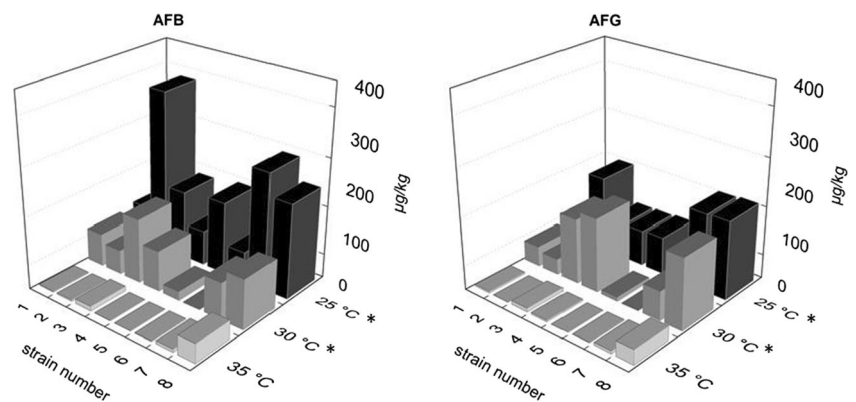 AFB
400
300
200
100
0
µg/kg
25 °C *
30 °C *
35 °C
1 2 3 4 5 6 7 8
strain number
AFG
400
300
200
100
0
µg/kg
25 °C *
30 °C *
35 °C
1 2 3 4 5 6 7 8
strain number